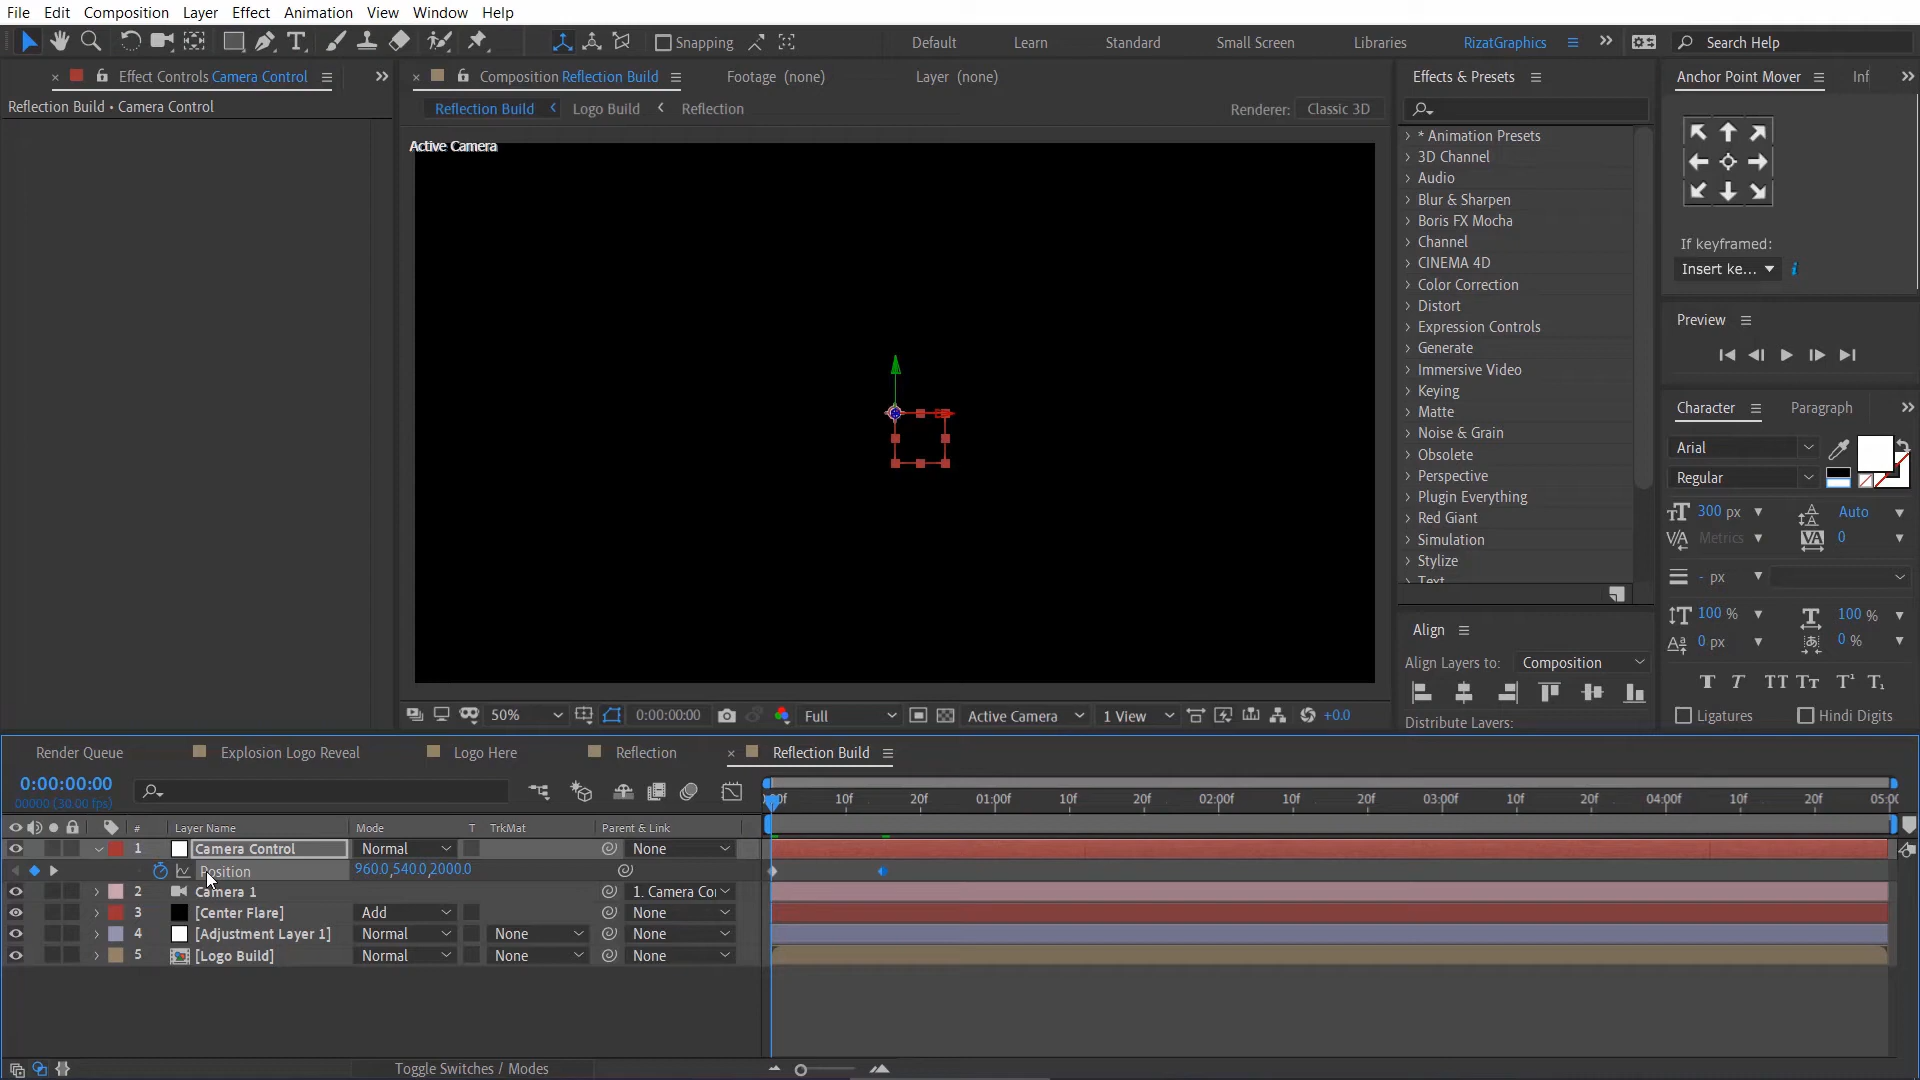 File Edit Composition Layer Effect Animation View Window Help
Snapping Default Learn Standard Small Screen Libraries RizatGraphics Search Help
Effect Controls Camera Control
Composition Reflection Build Footage (none) Layer (none)
Effects & Presets
Anchor Point Mover Inf
Reflection Build • Camera Control
Reflection Build Logo Build Reflection Renderer: Classic 3D
Active Camera
* Animation Presets
3D Channel
Audio
Blur & Sharpen
Boris FX Mocha
Channel
CINEMA 4D
Color Correction
Distort
Expression Controls
Generate
Immersive Video
Keying
Matte
Noise & Grain
Obsolete
Perspective
Plugin Everything
Red Giant
Simulation
Stylize
Text
If keyframed:
Insert ke...
Preview
Character Paragraph
Arial
Regular
300 px Auto
Metrics 0
- px
100 % 100 %
0 px 0 %
Ligatures Hindi Digits
Align
Align Layers to: Composition
Distribute Layers:
50% 0:00:00:00 Full Active Camera 1 View +0.0
Render Queue Explosion Logo Reveal Logo Here Reflection Reflection Build
0:00:00:00
00000 (30.00 fps)
10f 20f 01:00f 10f 20f 02:00f 10f 20f 03:00f 10f 20f 04:00f 10f 20f 05:00
# Layer Name Mode T TrkMat Parent & Link
1 Camera Control Normal None
Position 960.0,540.0,2000.0
2 Camera 1 1. Camera Co
3 [Center Flare] Add None
4 [Adjustment Layer 1] Normal None None
5 [Logo Build] Normal None None
Toggle Switches / Modes